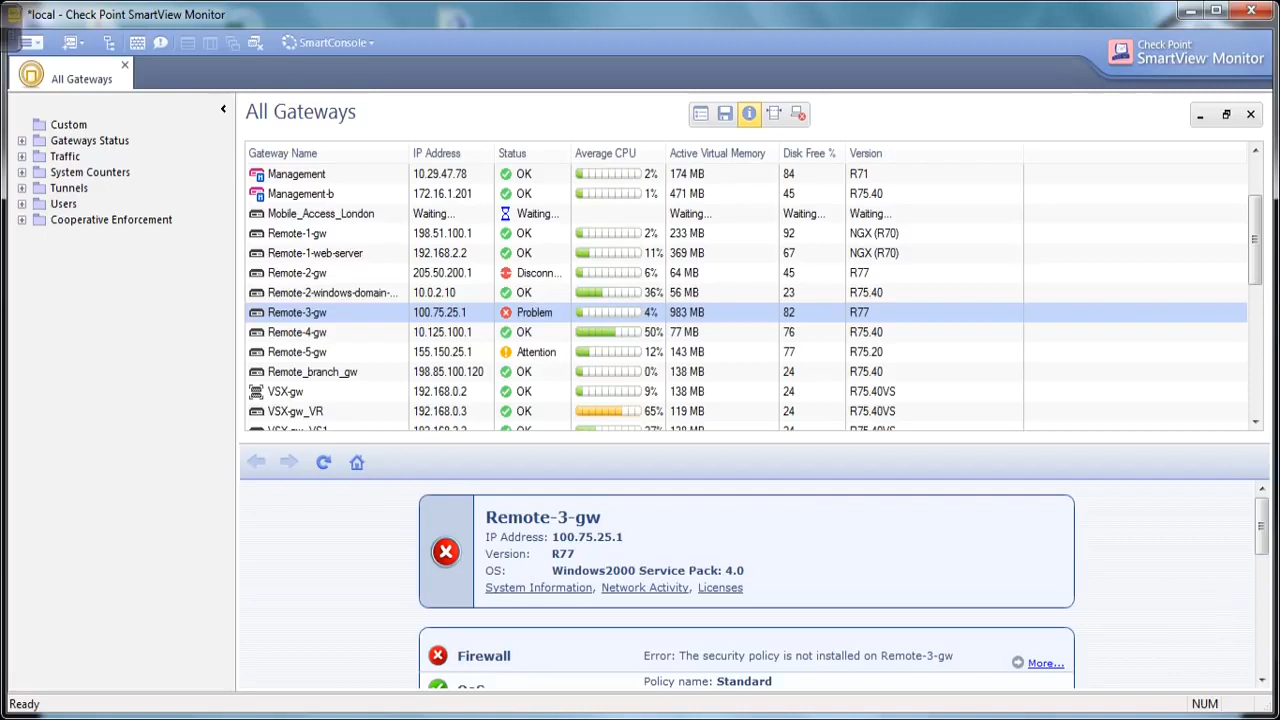 *local - Check Point SmartView Monitor
SmartConsole
Check Point
SmartView Monitor
All Gateways
Custom
Gateways Status
Traffic
System Counters
Tunnels
Users
Cooperative Enforcement
All Gateways
Gateway Name IP Address Status Average CPU Active Virtual Memory Disk Free % Version
Management 10.29.47.78 OK 2% 174 MB 84 R71
Management-b 172.16.1.201 OK 1% 471 MB 45 R75.40
Mobile_Access_London Waiting... Waiting... Waiting... Waiting... Waiting...
Remote-1-gw 198.51.100.1 OK 2% 233 MB 92 NGX (R70)
Remote-1-web-server 192.168.2.2 OK 11% 369 MB 67 NGX (R70)
Remote-2-gw 205.50.200.1 Disconn... 6% 64 MB 45 R77
Remote-2-windows-domain-... 10.0.2.10 OK 36% 56 MB 23 R75.40
Remote-3-gw 100.75.25.1 Problem 4% 983 MB 82 R77
Remote-4-gw 10.125.100.1 OK 50% 77 MB 76 R75.40
Remote-5-gw 155.150.25.1 Attention 12% 143 MB 77 R75.20
Remote_branch_gw 198.85.100.120 OK 0% 138 MB 24 R75.40
VSX-gw 192.168.0.2 OK 9% 138 MB 24 R75.40VS
VSX-gw_VR 192.168.0.3 OK 65% 119 MB 24 R75.40VS
Remote-3-gw
IP Address: 100.75.25.1
Version: R77
OS: Windows2000 Service Pack: 4.0
System Information, Network Activity, Licenses
Firewall Error: The security policy is not installed on Remote-3-gw More...
Policy name: Standard
Ready NUM